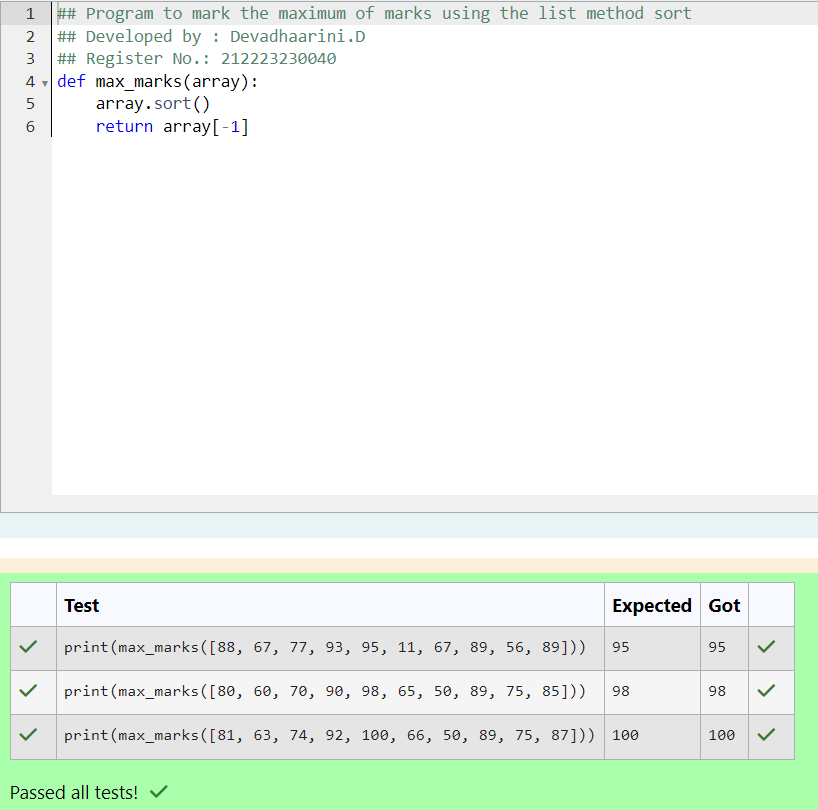 1 ## Program to mark the maximum of marks using the list method sort
2 ## Developed by : Devadhaarini.D
3 ## Register No.: 212223230040
4 def max_marks(array):
5     array.sort()
6     return array[-1]
Test Expected Got
print(max_marks([88, 67, 77, 93, 95, 11, 67, 89, 56, 89])) 95 95
print(max_marks([80, 60, 70, 90, 98, 65, 50, 89, 75, 85])) 98 98
print(max_marks([81, 63, 74, 92, 100, 66, 50, 89, 75, 87])) 100 100
Passed all tests!